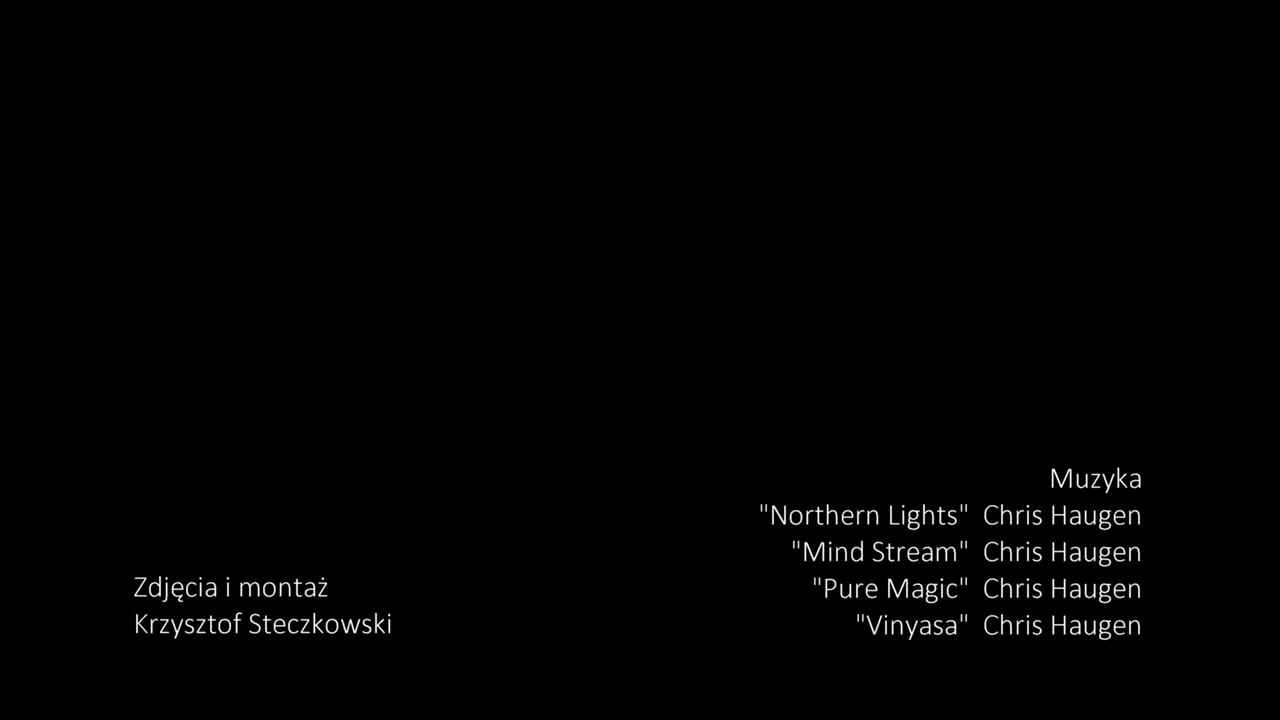 Zdjęcia i montaż
Krzysztof Steczkowski
Muzyka
"Northern Lights"  Chris Haugen
"Mind Stream"  Chris Haugen
"Pure Magic"  Chris Haugen
"Vinyasa"  Chris Haugen